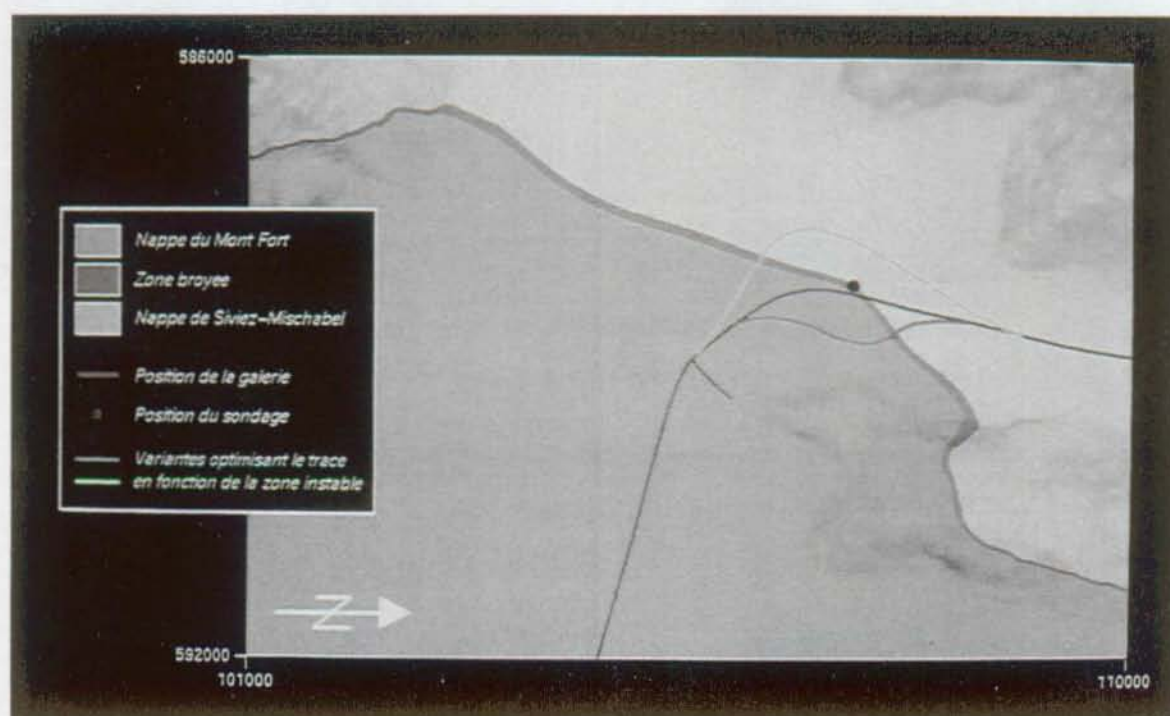 586000
Nappe du Mont Fort
Zone broyee
Nappe de Siviez-Mischabel
Position de la galerie
Position du sondage
Variantes optimisant le trace
en fonction de la zone instable
N
592000
101000
110000